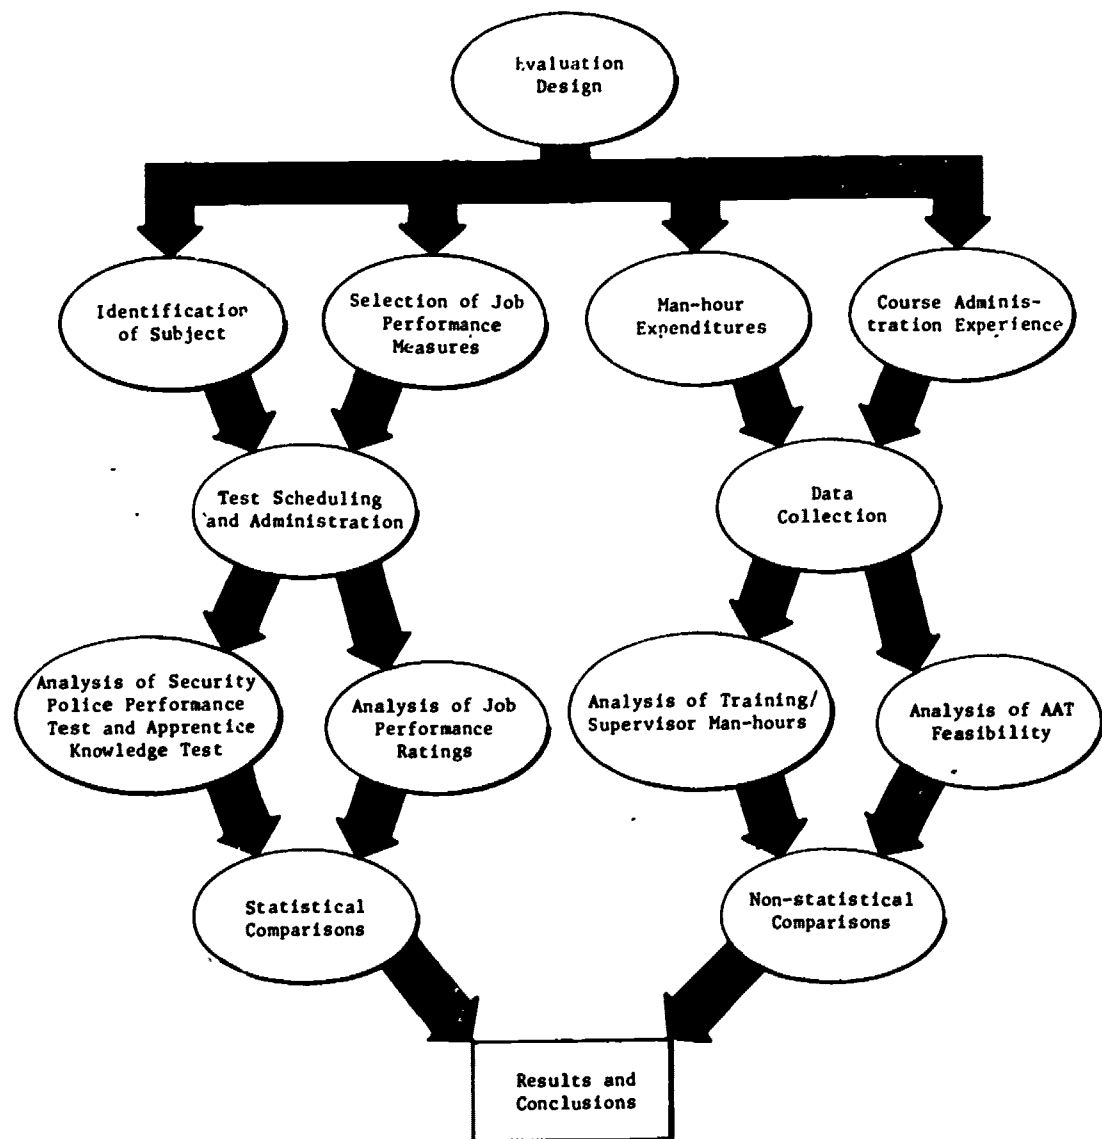 Evaluation
Design
Identification
of Subject
Selection of Job
Performance
Measures
Man-hour
Expenditures
Course Adminis-
tration Experience
Test Scheduling
and Administration
Data
Collection
Analysis of Security
Police Performance
Test and Apprentice
Knowledge Test
Analysis of Job
Performance
Ratings
Analysis of Training/
Supervisor Man-hours
Analysis of AAT
Feasibility
Statistical
Comparisons
Non-statistical
Comparisons
Results and
Conclusions